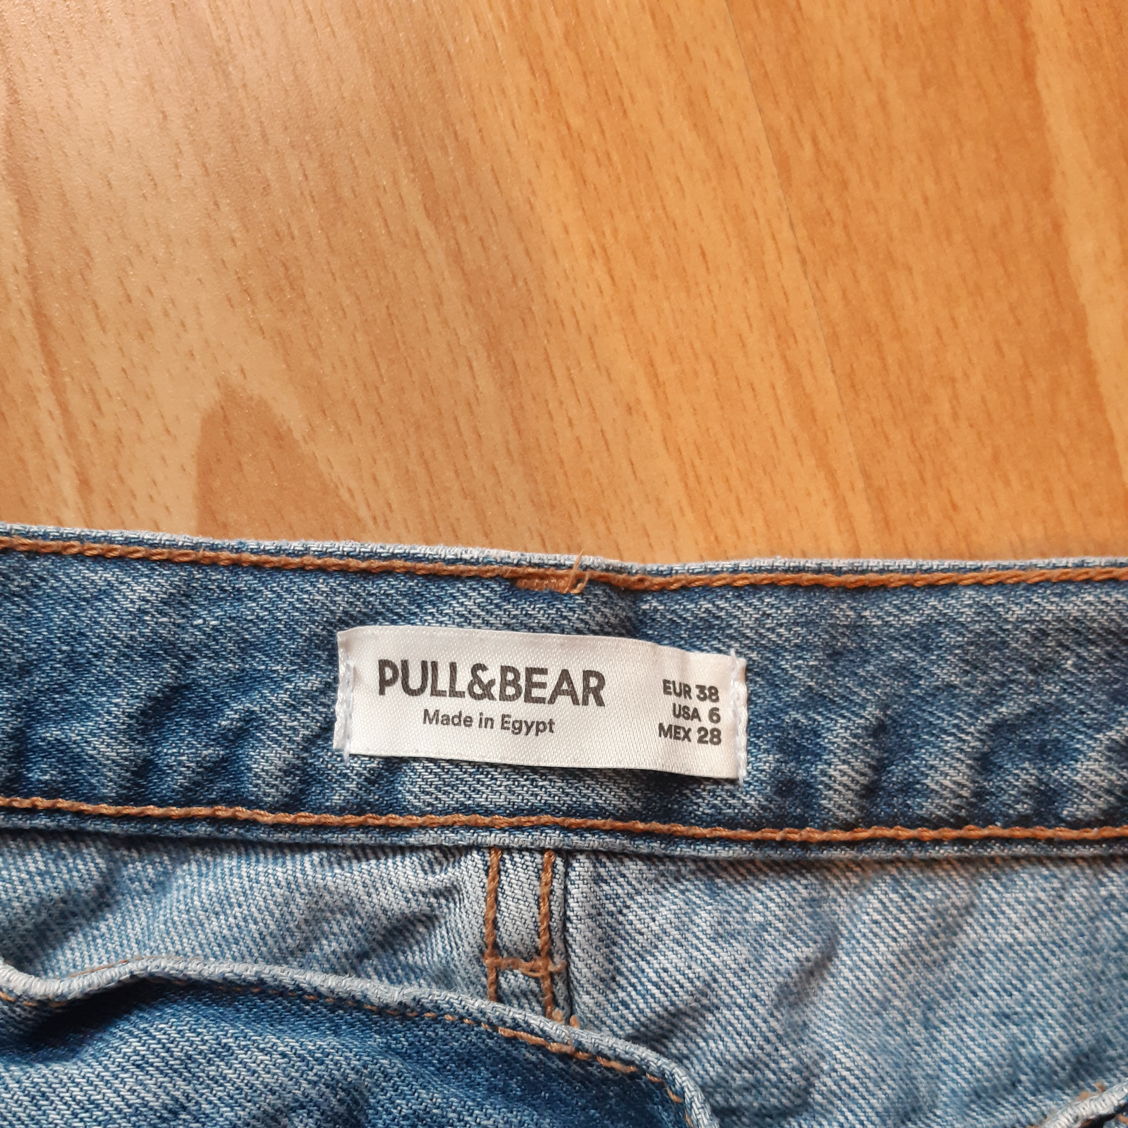 PULL&BEAR
Made in Egypt
EUR 38
USA 6
MEX 28